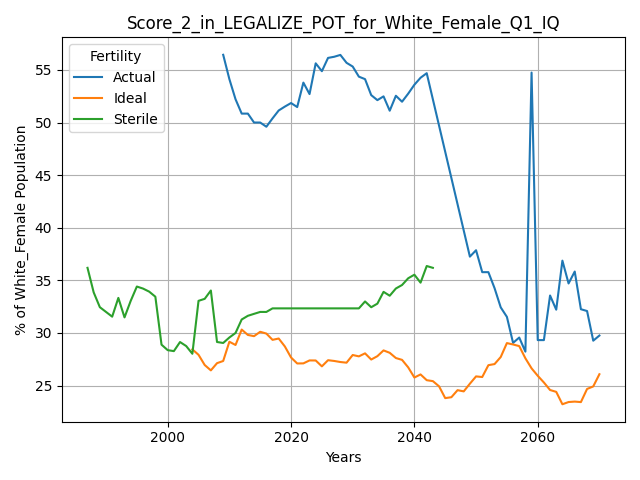 Score_2_in_LEGALIZE_POT_for_White_Female_Q1_IQ
Fertility
Actual
Ideal
Sterile
% of White_Female Population
55
50
45
40
35
30
25
2000
2020
2040
2060
Years